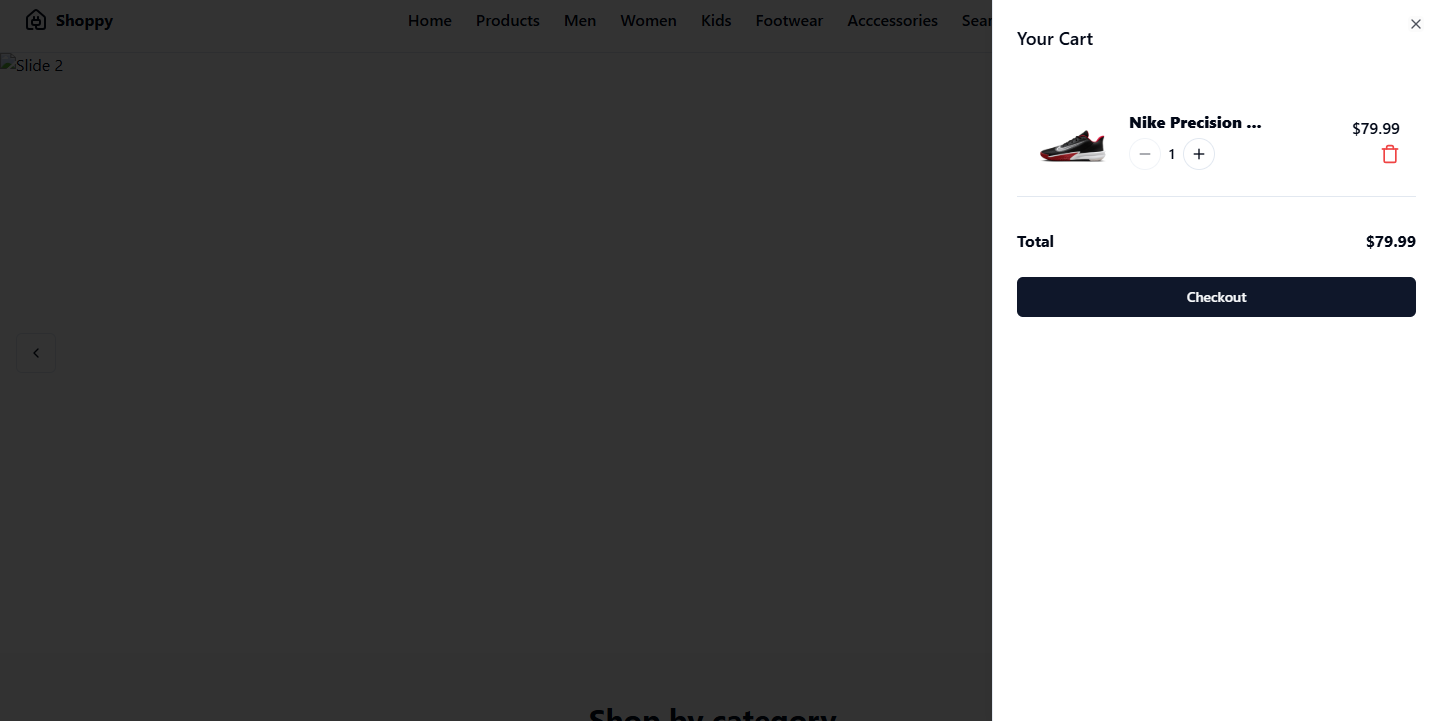 Shoppy
Home Products Men Women Kids Footwear Acccessories Sear
Slide 2
Shop by category
Your Cart
Nike Precision ...
$79.99
1
Total $79.99
Checkout